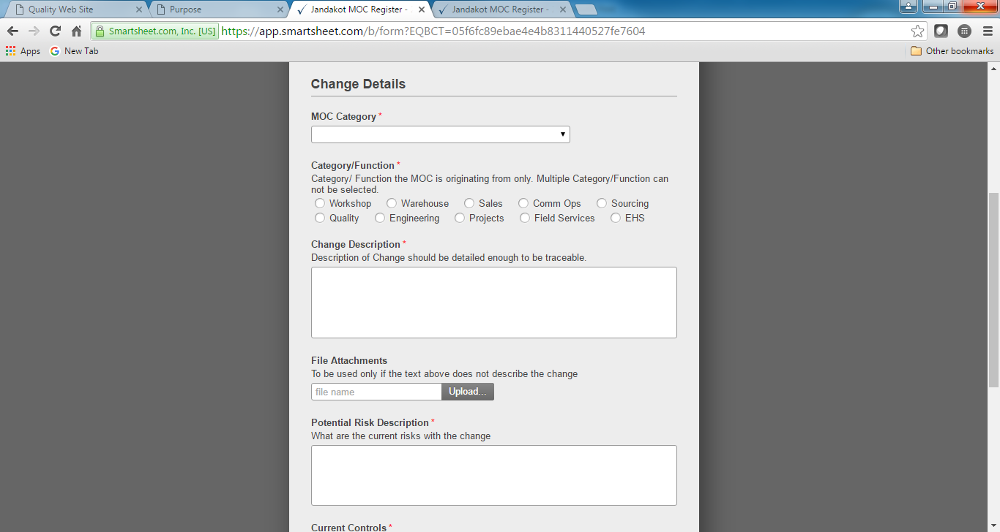 Quality Web Site
Purpose
Jandakot MOC Register -
Jandakot MOC Register -
Smartsheet.com, Inc. [US]
https://app.smartsheet.com/b/form?EQBCT=05f6fc89ebae4e4b8311440527fe7604
Apps
New Tab
Other bookmarks
Change Details
MOC Category *
Category/Function *
Category/ Function the MOC is originating from only. Multiple Category/Function can
not be selected.
Workshop Warehouse Sales Comm Ops Sourcing
Quality Engineering Projects Field Services EHS
Change Description *
Description of Change should be detailed enough to be traceable.
File Attachments
To be used only if the text above does not describe the change
file name Upload...
Potential Risk Description *
What are the current risks with the change
Current Controls *